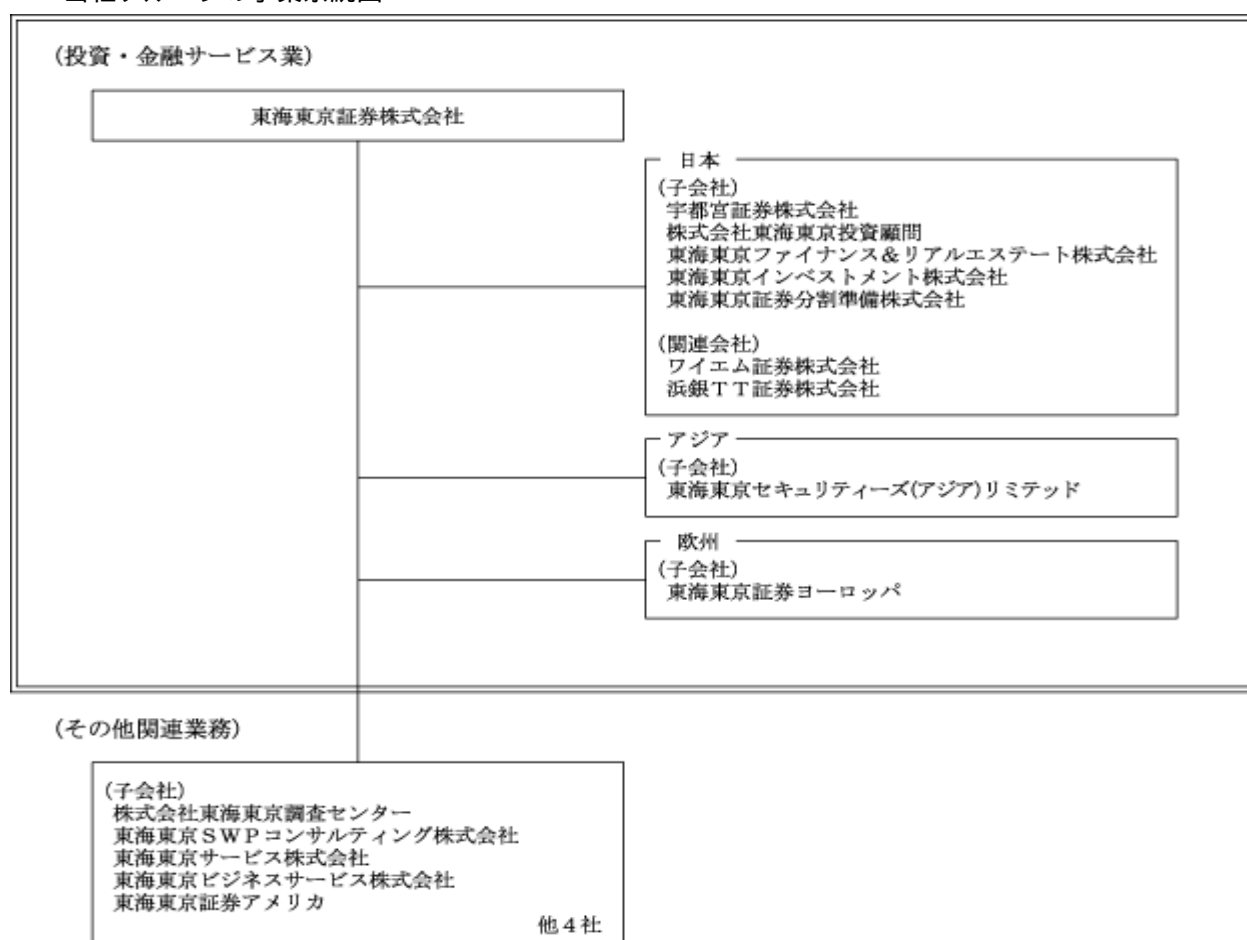 (投資・金融サービス業)
東海東京証券株式会社
日本
(子会社)
宇都宮証券株式会社
株式会社東海東京投資顧問
東海東京ファイナンス&リアルエステート株式会社
東海東京インベストメント株式会社
東海東京証券分割準備株式会社
(関連会社)
ワイエム証券株式会社
浜銀TT証券株式会社
アジア
(子会社)
東海東京セキュリティーズ(アジア)リミテッド
欧州
(子会社)
東海東京証券ヨーロッパ
(その他関連業務)
(子会社)
株式会社東海東京調査センター
東海東京SWPコンサルティング株式会社
東海東京サービス株式会社
東海東京ビジネスサービス株式会社
東海東京証券アメリカ
他4社